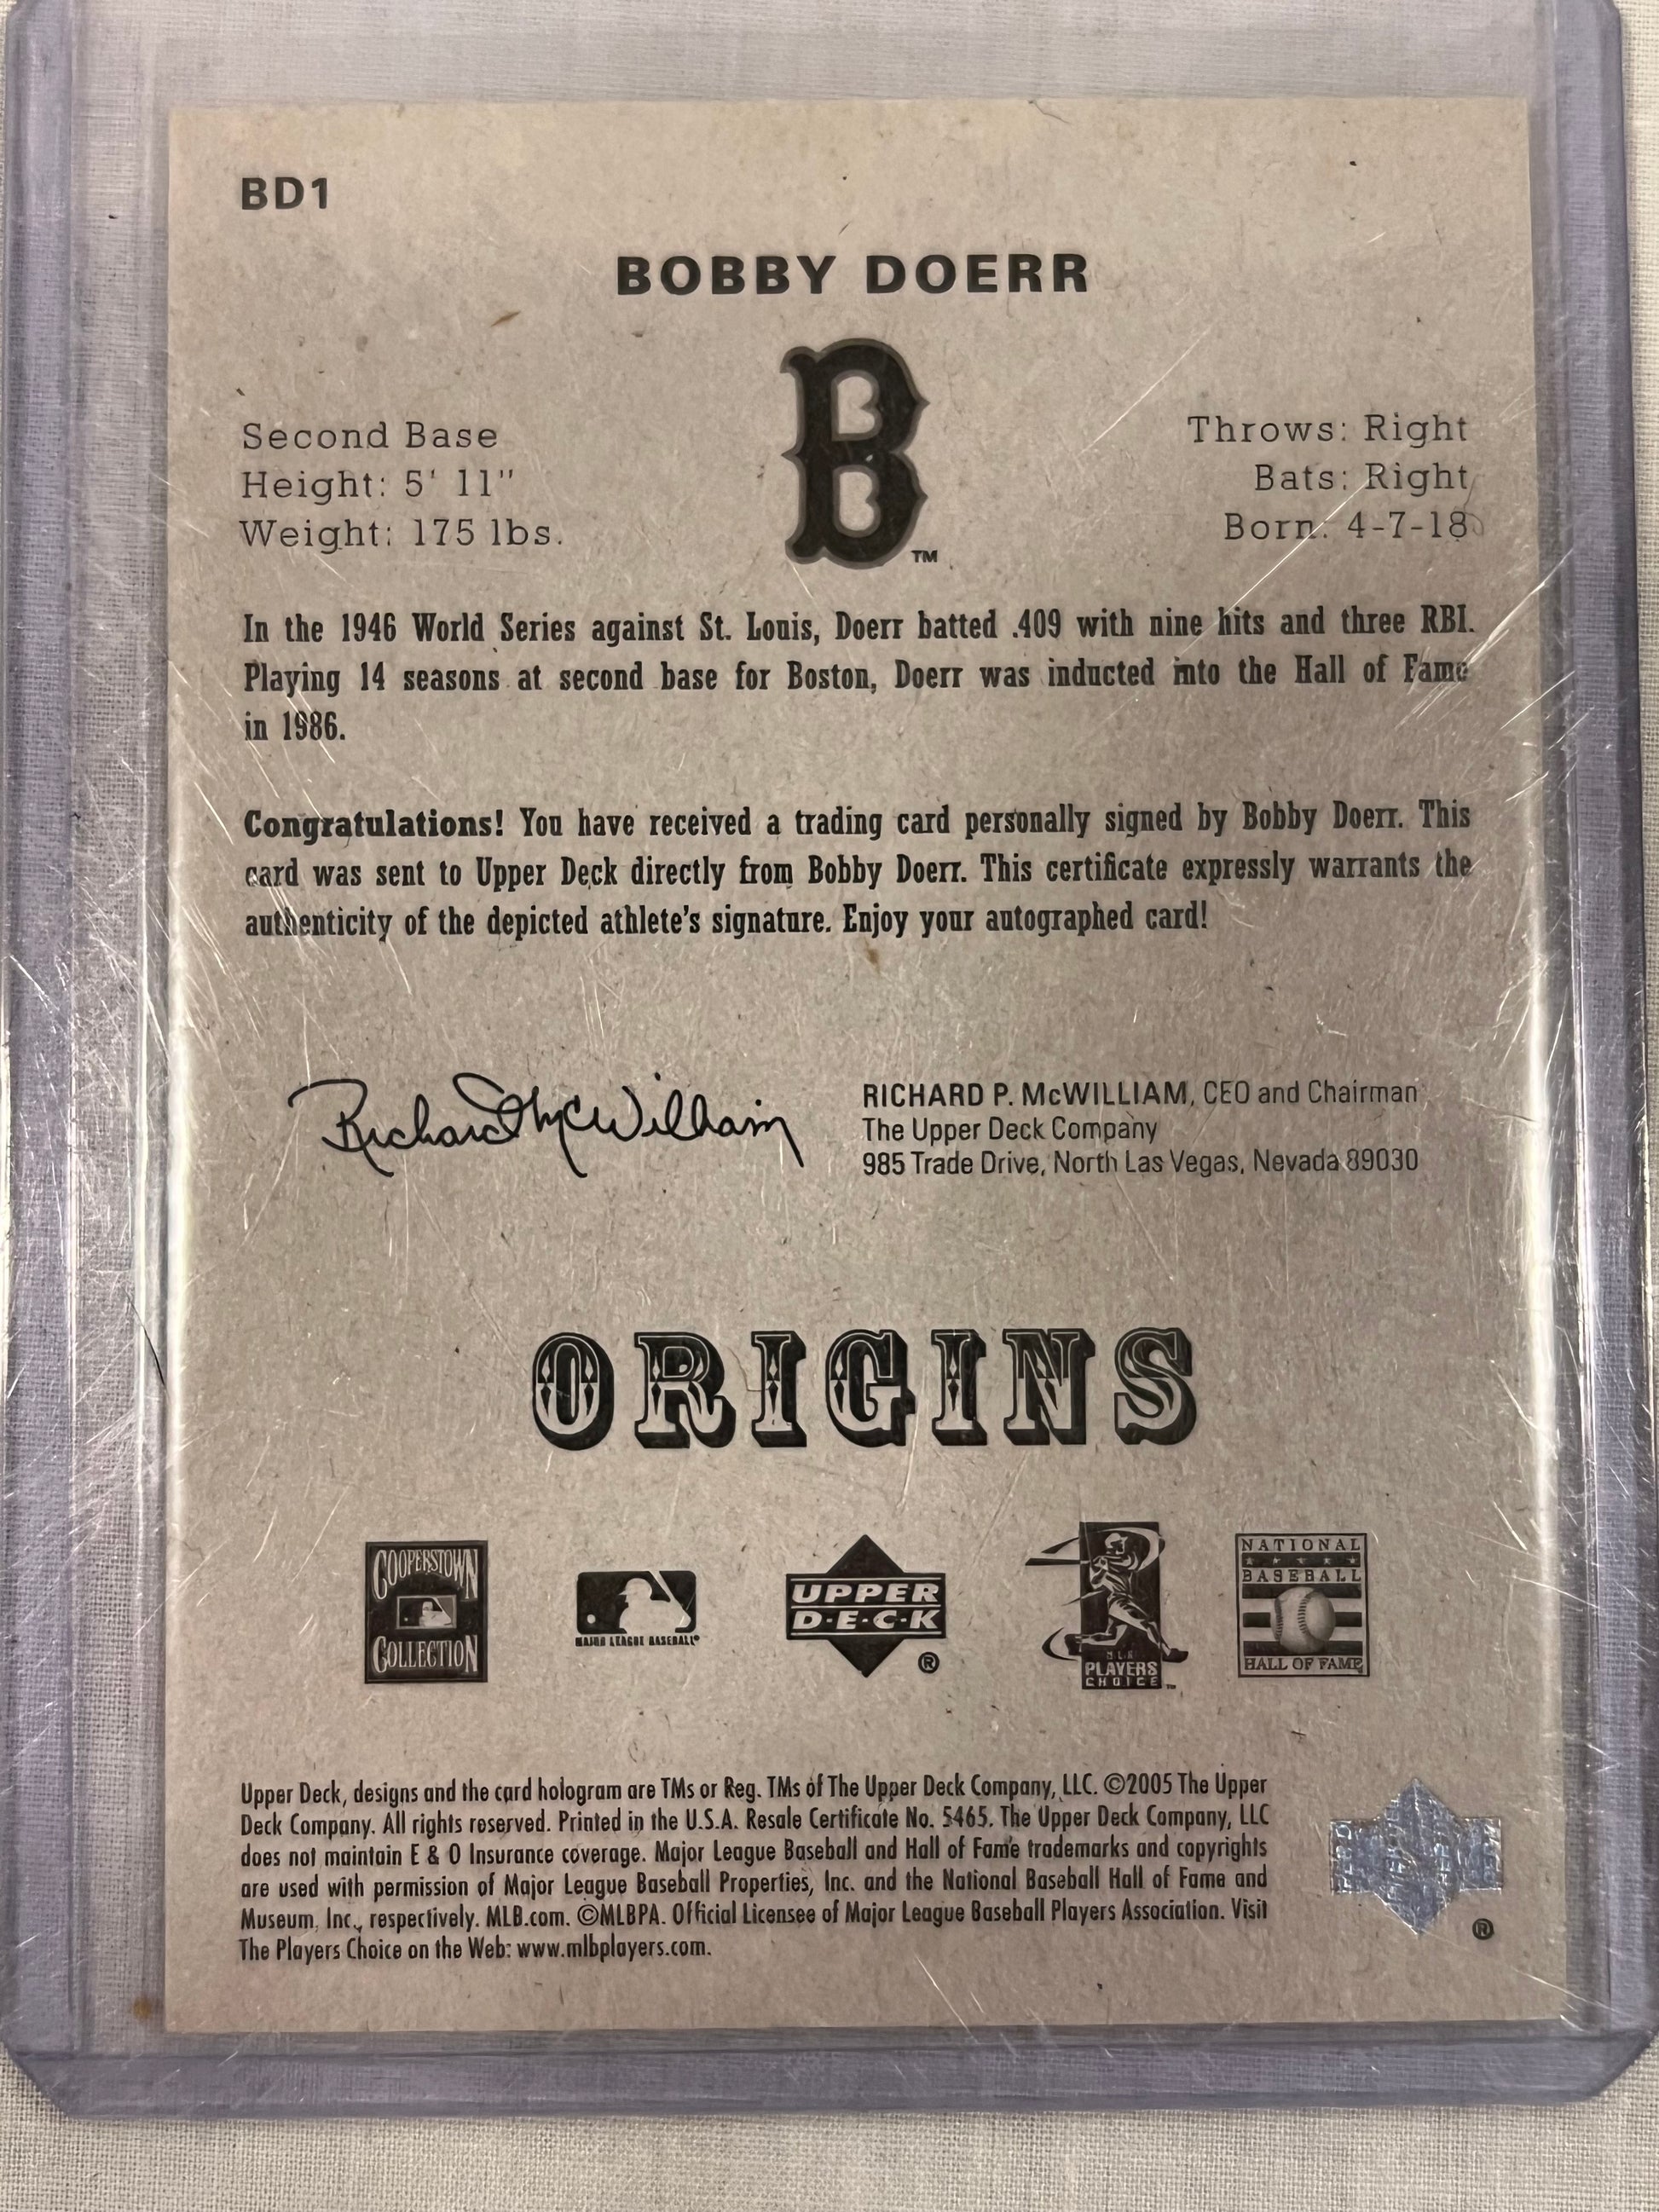 BD1
BOBBY DOERR
B
TM
Second Base
Height: 5' 11"
Weight: 175 lbs.
Throws: Right
Bats: Right
Born: 4-7-18
In the 1946 World Series against St. Louis, Doerr batted .409 with nine hits and three RBI.
Playing 14 seasons at second base for Boston, Doerr was inducted into the Hall of Fame
in 1986.
Congratulations! You have received a trading card personally signed by Bobby Doerr. This
card was sent to Upper Deck directly from Bobby Doerr. This certificate expressly warrants the
authenticity of the depicted athlete's signature. Enjoy your autographed card!
Richard McWilliam
RICHARD P. McWILLIAM, CEO and Chairman
The Upper Deck Company
985 Trade Drive, North Las Vegas, Nevada 89030
ORIGINS
COOPERSTOWN
COLLECTION
MAJOR LEAGUE BASEBALL®
UPPER
D·E·C·K
®
MLB
PLAYERS
CHOICE™
NATIONAL
BASEBALL
HALL OF FAME
Upper Deck, designs and the card hologram are TMs or Reg. TMs of The Upper Deck Company, LLC. ©2005 The Upper
Deck Company. All rights reserved. Printed in the U.S.A. Resale Certificate No. 5465. The Upper Deck Company, LLC
does not maintain E & O Insurance coverage. Major League Baseball and Hall of Fame trademarks and copyrights
are used with permission of Major League Baseball Properties, Inc. and the National Baseball Hall of Fame and
Museum, Inc., respectively. MLB.com. ©MLBPA. Official Licensee of Major League Baseball Players Association. Visit
The Players Choice on the Web: www.mlbplayers.com.
®